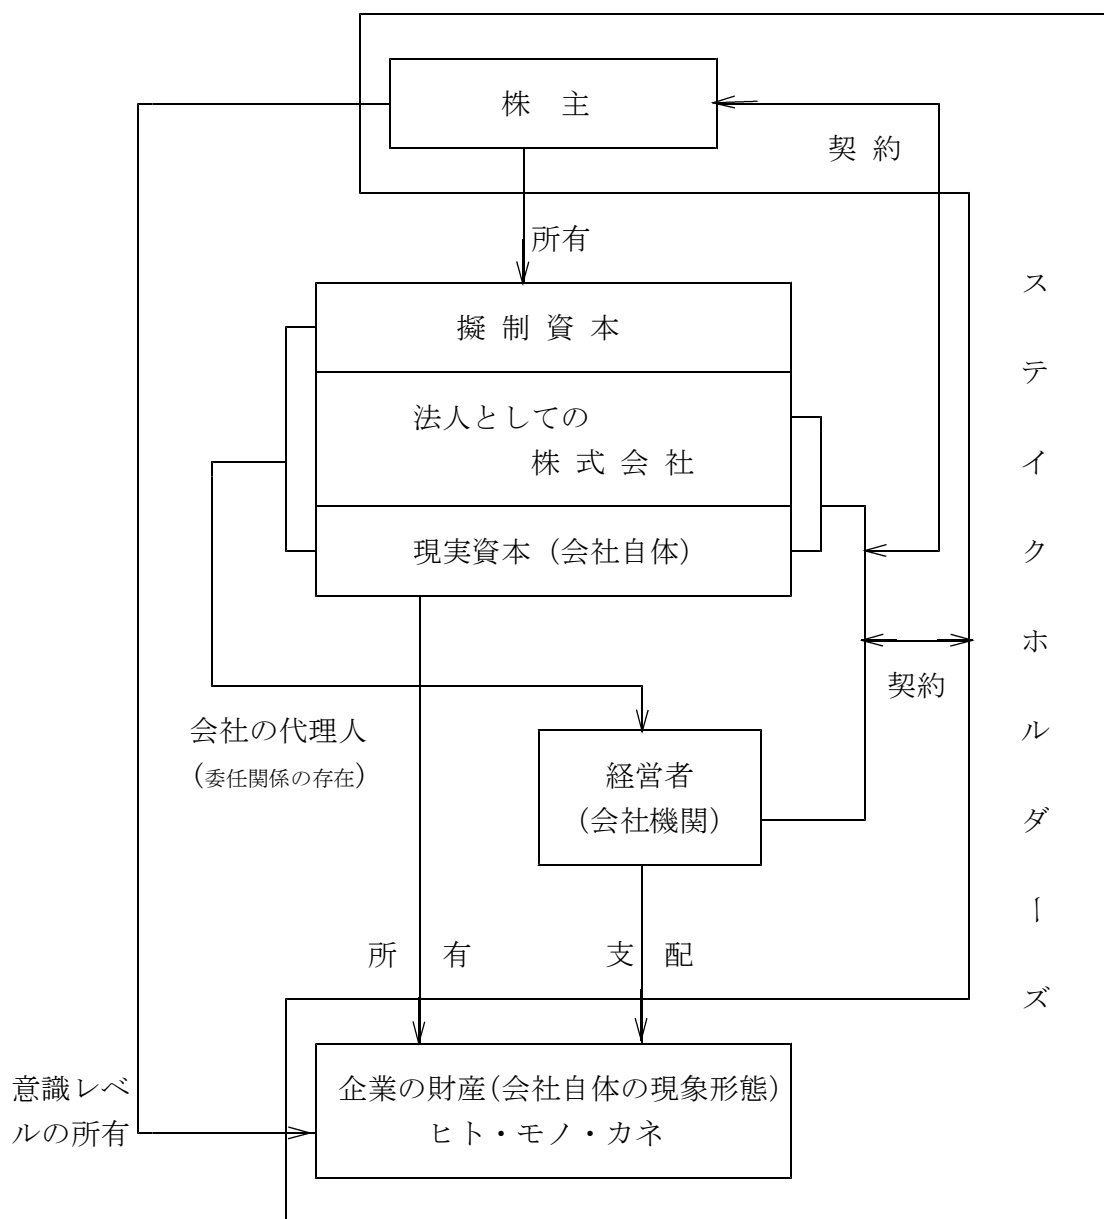 株 主
契 約
所有
擬 制 資 本
法人としての
株 式 会 社
現実資本（会社自体）
契約
会社の代理人
（委任関係の存在）
経営者
（会社機関）
所 有
支 配
企業の財産（会社自体の現象形態）
ヒト・モノ・カネ
意識レベ
ルの所有
ステイクホルダーズ